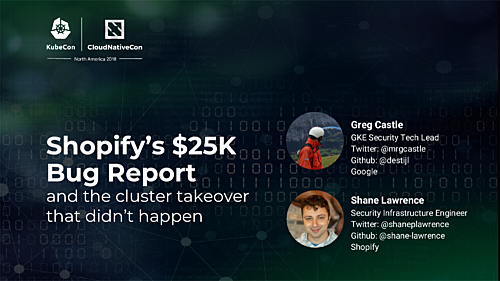 KubeCon
CloudNativeCon
North America 2018
Shopify's $25K
Bug Report
and the cluster takeover
that didn't happen
Greg Castle
GKE Security Tech Lead
Twitter: @mrgcastle
Github: @destijl
Google
Shane Lawrence
Security Infrastructure Engineer
Twitter: @shaneplawrence
Github: @shane-lawrence
Shopify